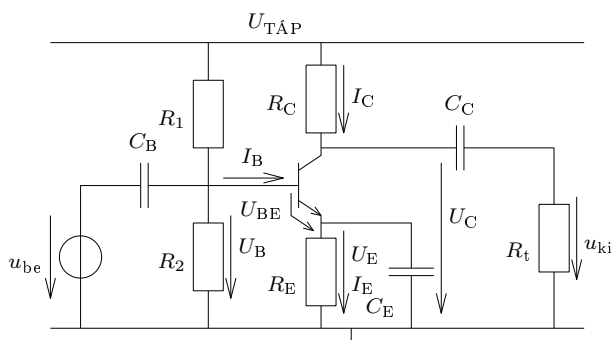 U_TÁP
R_C
I_C
C_C
R_1
C_B
I_B
U_BE
U_C
u_be
R_2
U_B
U_E
R_E
I_E
C_E
R_t
u_ki